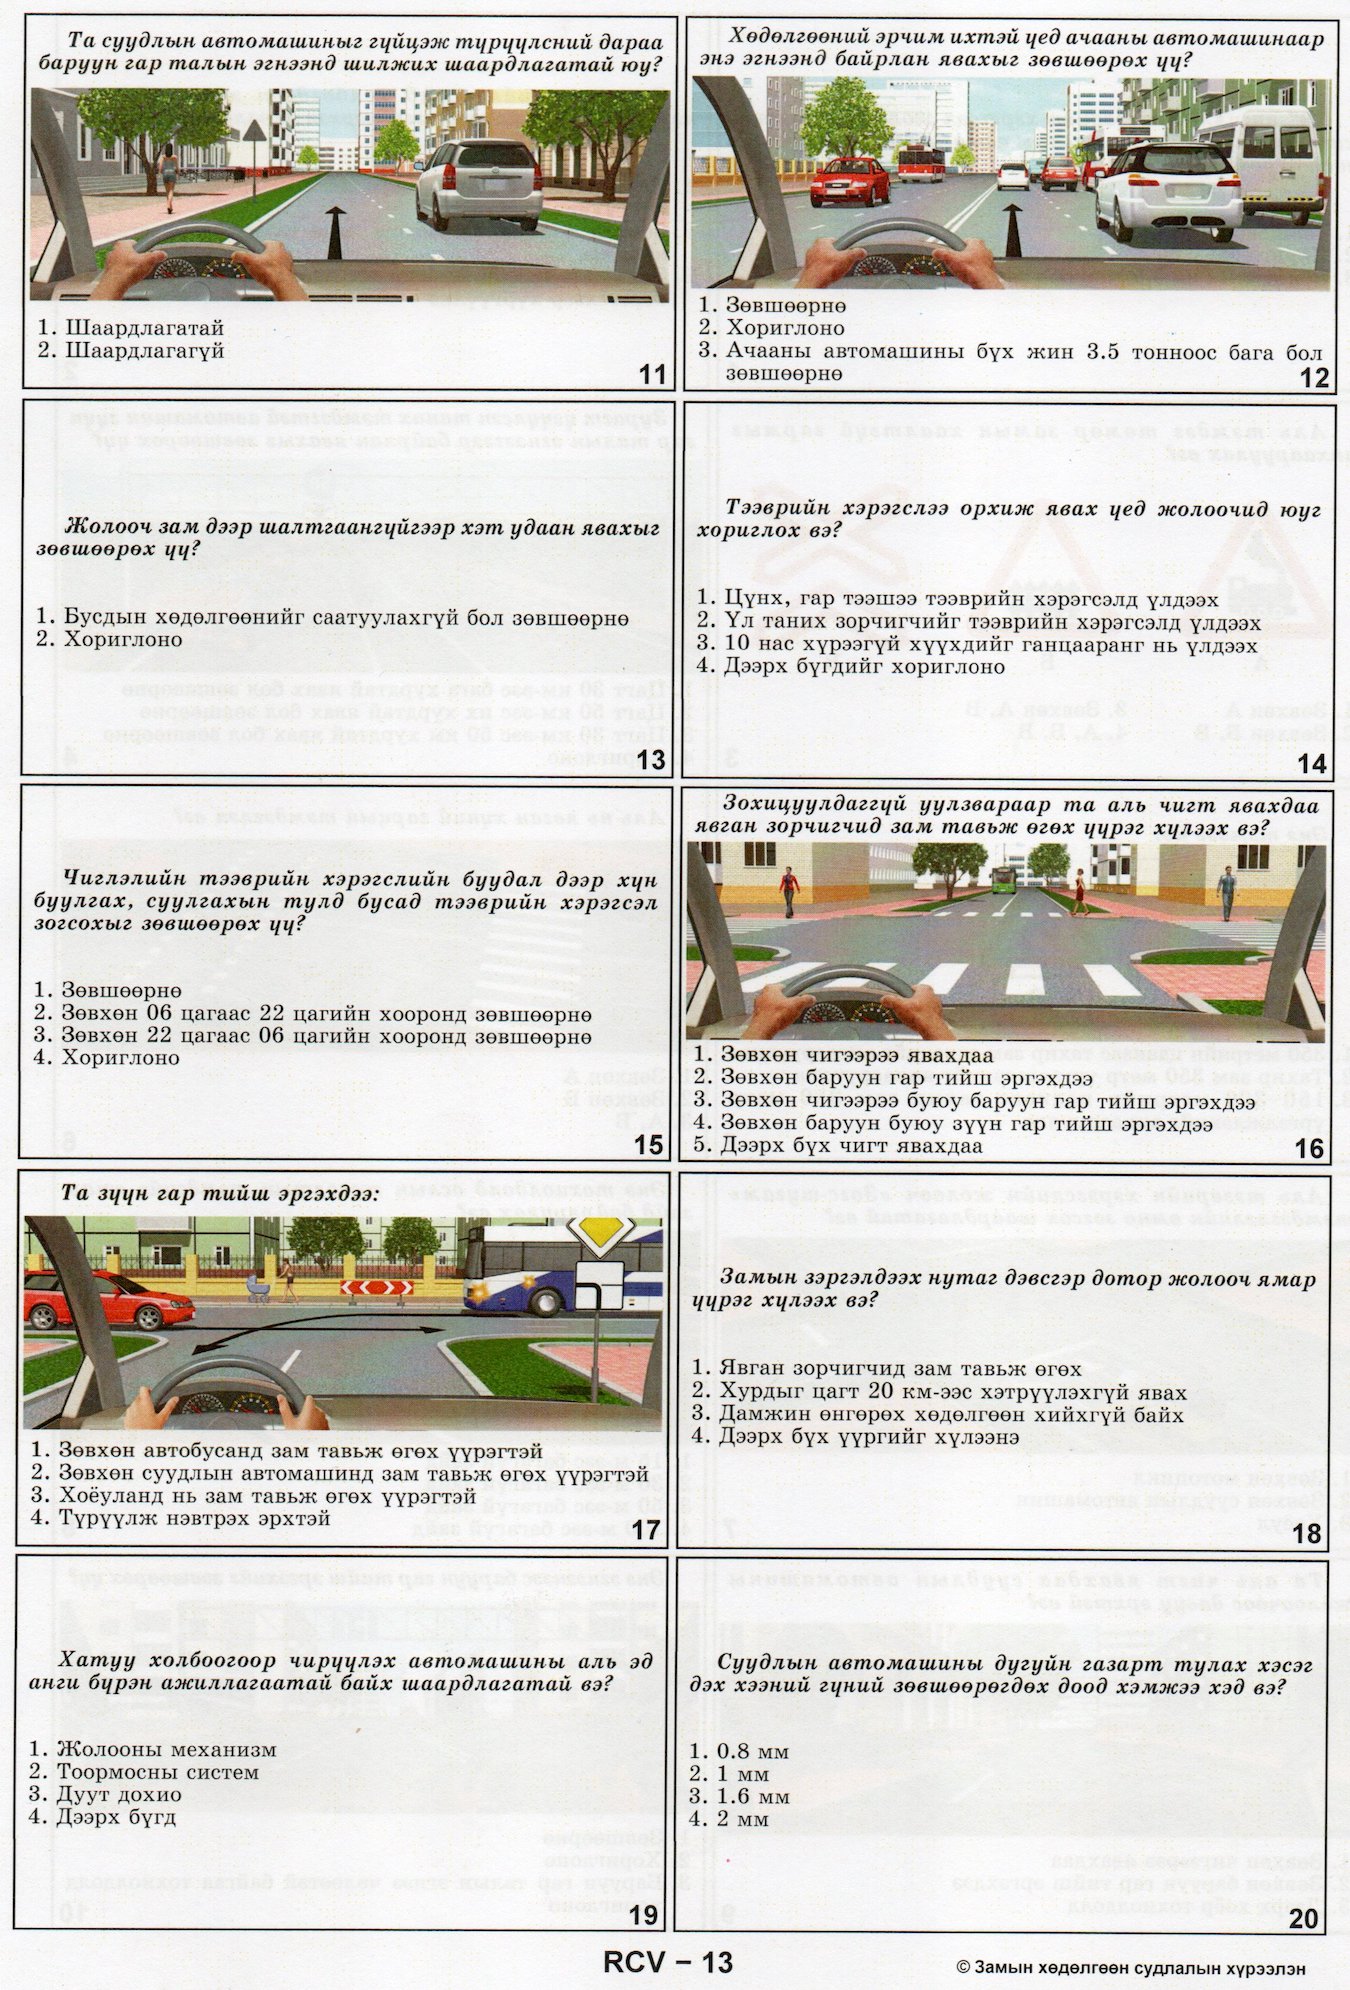 Та суудлын автомашиныг гүйцэж түрүүлсний дараа
баруун гар талын эгнээнд шилжих шаардлагатай юу?
1. Шаардлагатай
2. Шаардлагагүй
11
Хөдөлгөөний эрчим ихтэй үед ачааны автомашинаар
энэ эгнээнд байрлан явахыг зөвшөөрөх үү?
1. Зөвшөөрнө
2. Хориглоно
3. Ачааны автомашины бүх жин 3.5 тонноос бага бол
зөвшөөрнө
12
Жолооч зам дээр шалтгаангүйгээр хэт удаан явахыг
зөвшөөрөх үү?
1. Бусдын хөдөлгөөнийг саатуулахгүй бол зөвшөөрнө
2. Хориглоно
13
Тээврийн хэрэгслээ орхиж явах үед жолоочид юуг
хориглох вэ?
1. Цүнх, гар тээшээ тээврийн хэрэгсэлд үлдээх
2. Үл таних зорчигчийг тээврийн хэрэгсэлд үлдээх
3. 10 нас хүрээгүй хүүхдийг ганцааранг нь үлдээх
4. Дээрх бүгдийг хориглоно
14
Чиглэлийн тээврийн хэрэгслийн буудал дээр хүн
буулгах, суулгахын тулд бусад тээврийн хэрэгсэл
зогсохыг зөвшөөрөх үү?
1. Зөвшөөрнө
2. Зөвхөн 06 цагаас 22 цагийн хооронд зөвшөөрнө
3. Зөвхөн 22 цагаас 06 цагийн хооронд зөвшөөрнө
4. Хориглоно
15
Зохицуулдаггүй уулзвараар та аль чигт явахдаа
явган зорчигчид зам тавьж өгөх үүрэг хүлээх вэ?
1. Зөвхөн чигээрээ явахдаа
2. Зөвхөн баруун гар тийш эргэхдээ
3. Зөвхөн чигээрээ буюу баруун гар тийш эргэхдээ
4. Зөвхөн баруун буюу зүүн гар тийш эргэхдээ
5. Дээрх бүх чигт явахдаа
16
Та зүүн гар тийш эргэхдээ:
1. Зөвхөн автобусанд зам тавьж өгөх үүрэгтэй
2. Зөвхөн суудлын автомашинд зам тавьж өгөх үүрэгтэй
3. Хоёуланд нь зам тавьж өгөх үүрэгтэй
4. Түрүүлж нэвтрэх эрхтэй
17
Замын зэргэлдээх нутаг дэвсгэр дотор жолооч ямар
үүрэг хүлээх вэ?
1. Явган зорчигчид зам тавьж өгөх
2. Хурдыг цагт 20 км-ээс хэтрүүлэхгүй явах
3. Дамжин өнгөрөх хөдөлгөөн хийхгүй байх
4. Дээрх бүх үүргийг хүлээнэ
18
Хатуу холбоогоор чирүүлэх автомашины аль эд
анги бүрэн ажиллагаатай байх шаардлагатай вэ?
1. Жолооны механизм
2. Тоормосны систем
3. Дуут дохио
4. Дээрх бүгд
19
Суудлын автомашины дугуйн газарт тулах хэсэг
дэх хээний гүний зөвшөөрөгдөх доод хэмжээ хэд вэ?
1. 0.8 мм
2. 1 мм
3. 1.6 мм
4. 2 мм
20
RCV – 13
© Замын хөдөлгөөн судлалын хүрээлэн